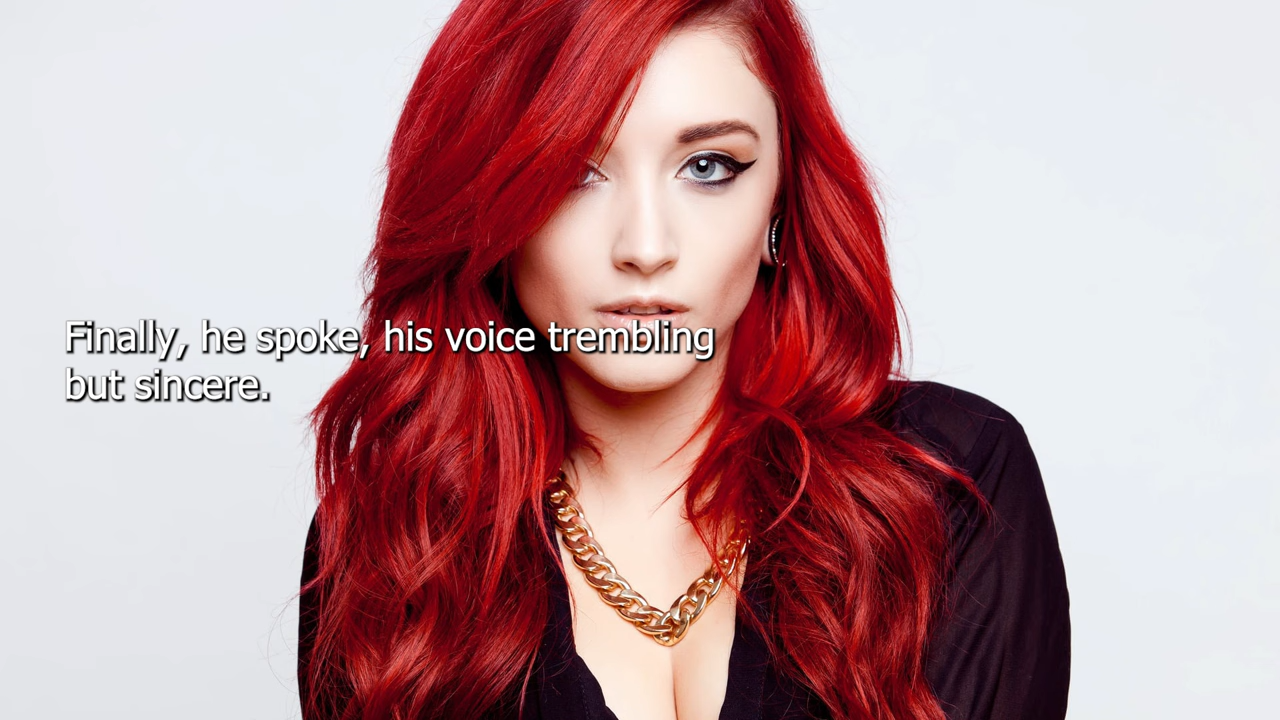 Finally, he spoke, his voice trembling
but sincere.